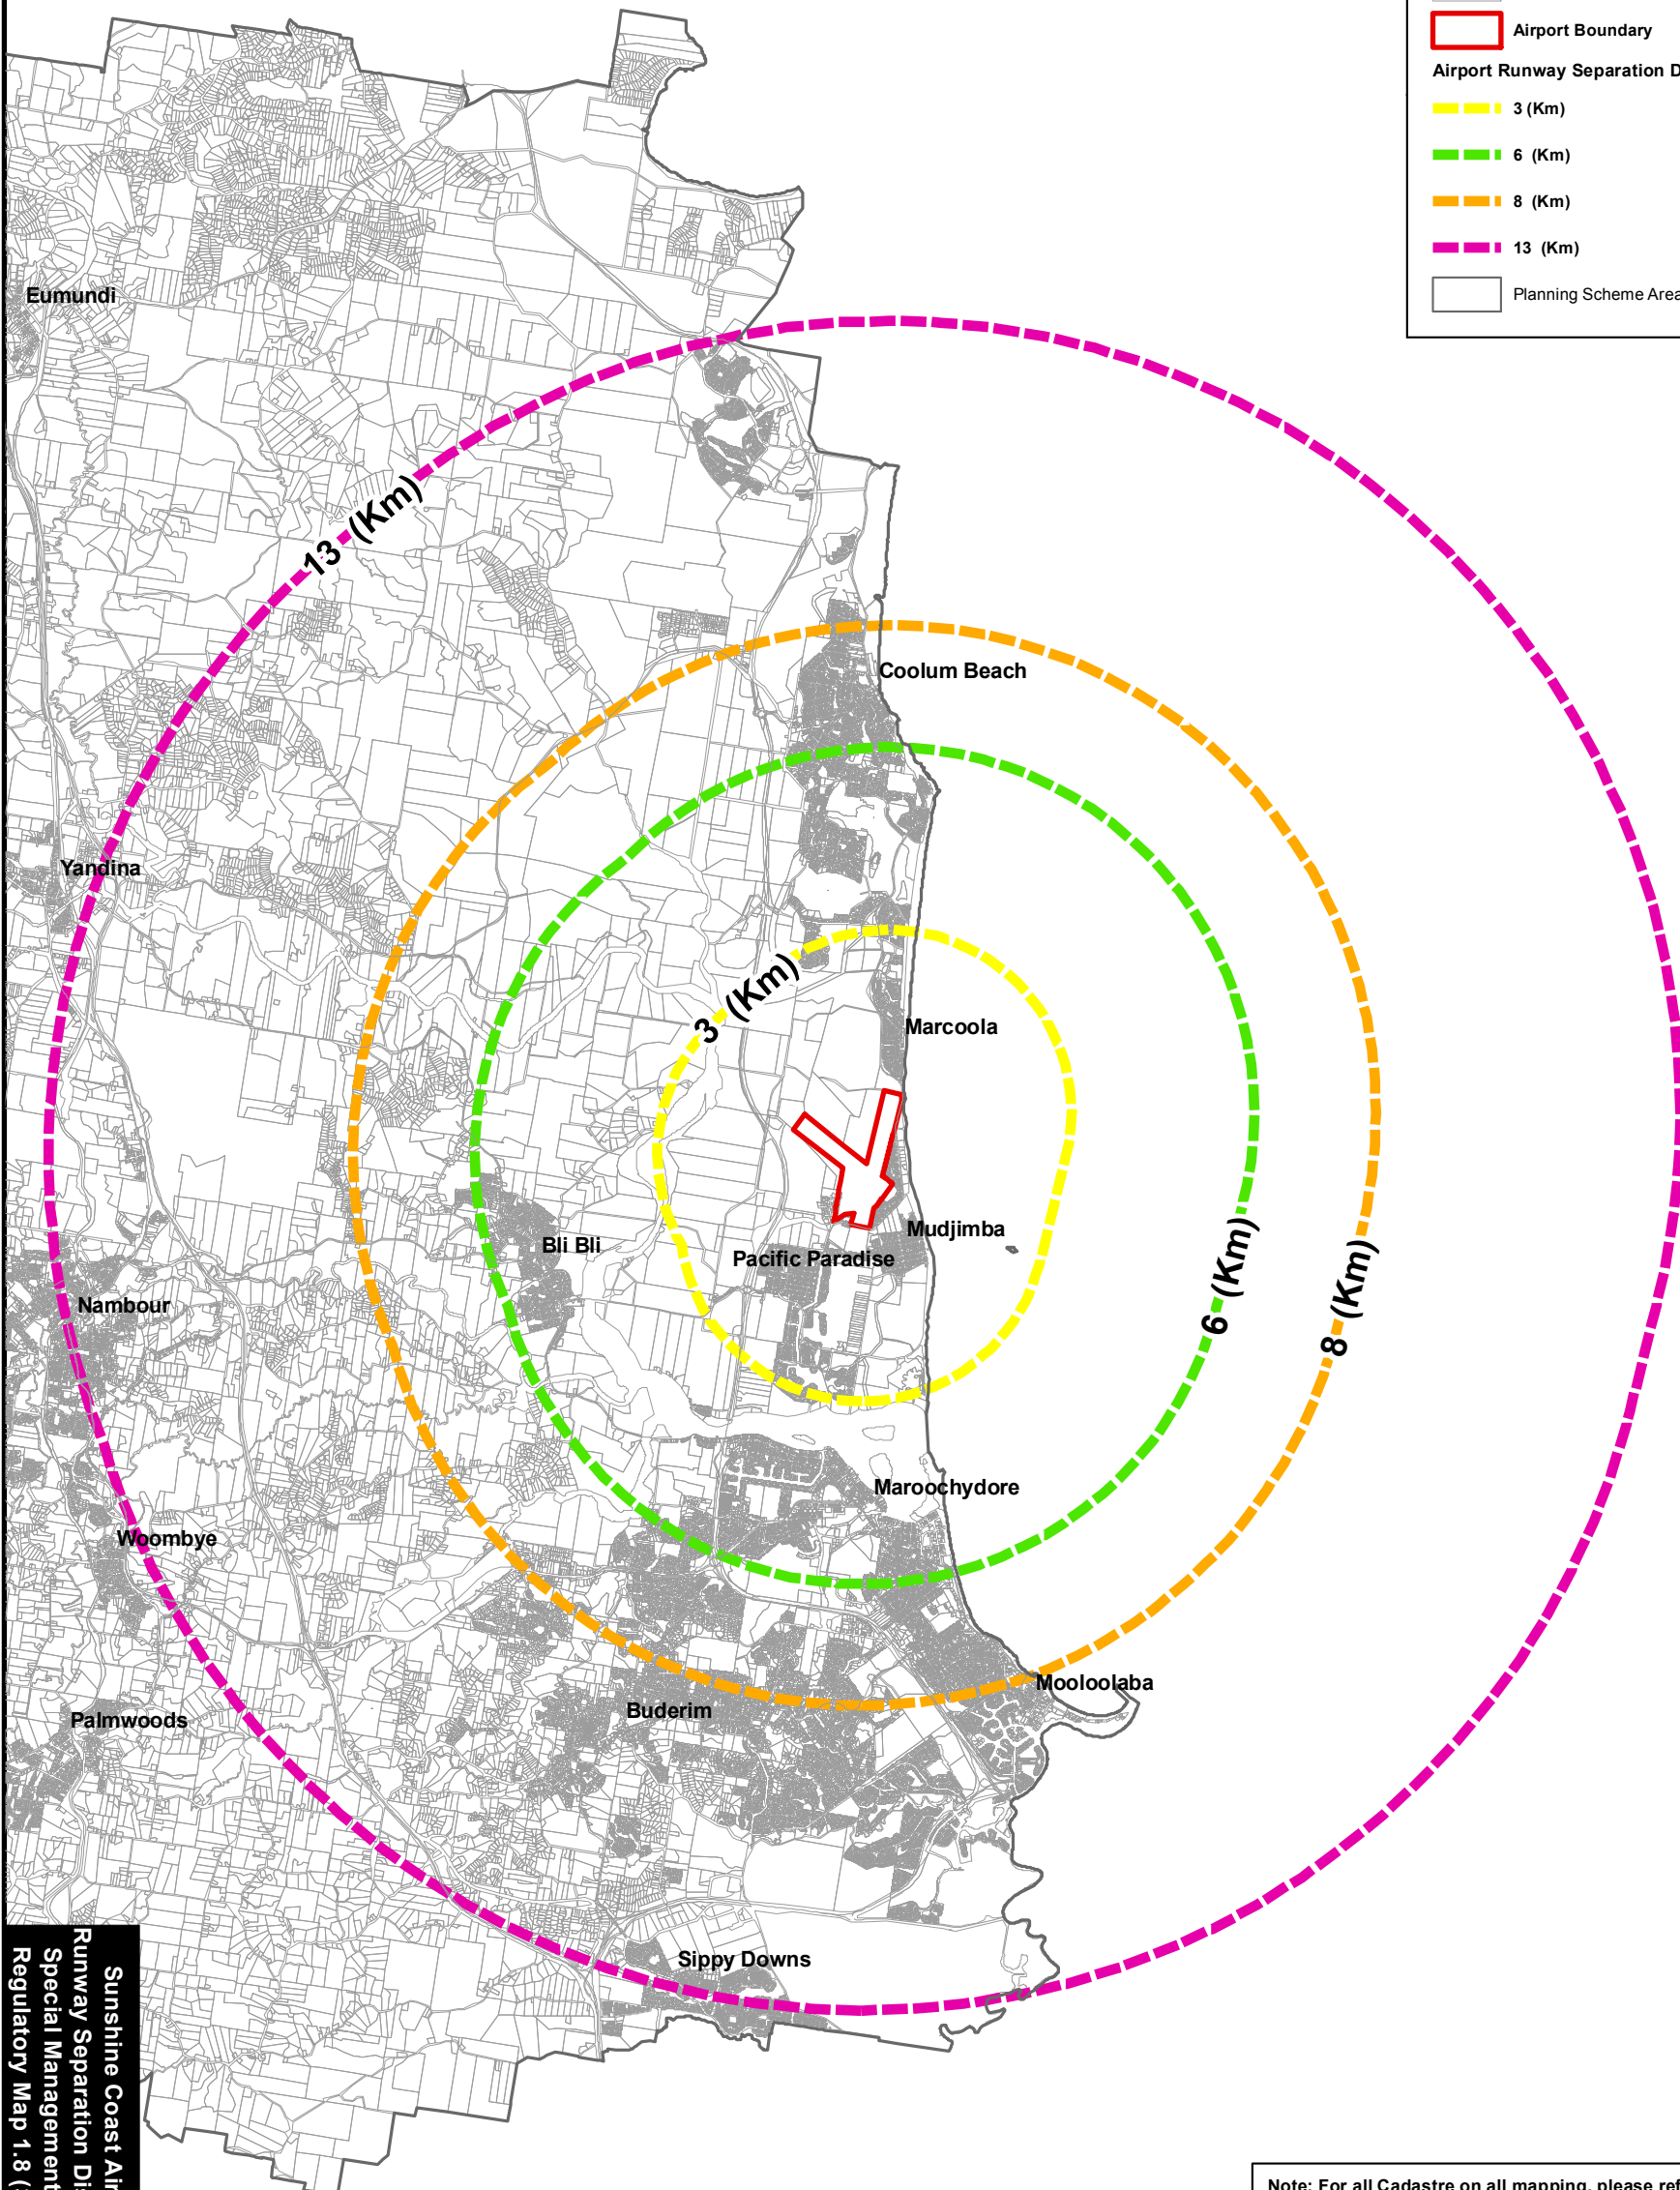 Airport Boundary
Airport Runway Separation D
3 (Km)
6 (Km)
8 (Km)
13 (Km)
Planning Scheme Area
Eumundi
13 (Km)
Coolum Beach
Yandina
3 (Km)
Marcoola
Mudjimba
Bli Bli
Pacific Paradise
6 (Km)
8 (Km)
Nambour
Maroochydore
Woombye
Mooloolaba
Buderim
Palmwoods
Sippy Downs
Sunshine Coast Air
Runway Separation Dis
Special Management
Regulatory Map 1.8 (
Note: For all Cadastre on all mapping, please ref